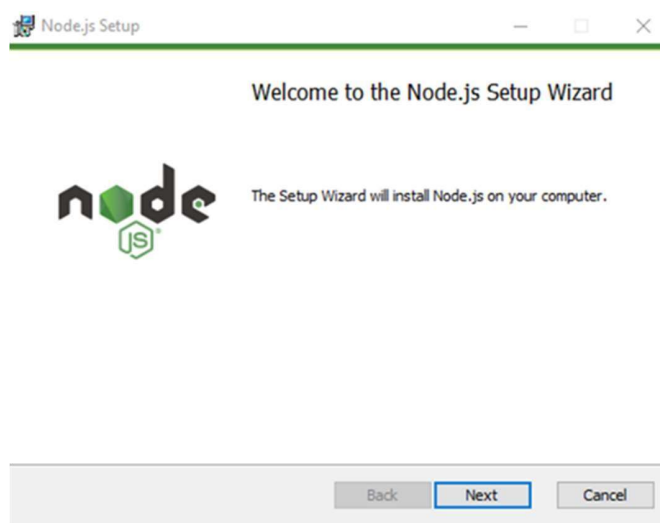 Node.js Setup
Welcome to the Node.js Setup Wizard
node
JS
The Setup Wizard will install Node.js on your computer.
Back
Next
Cancel